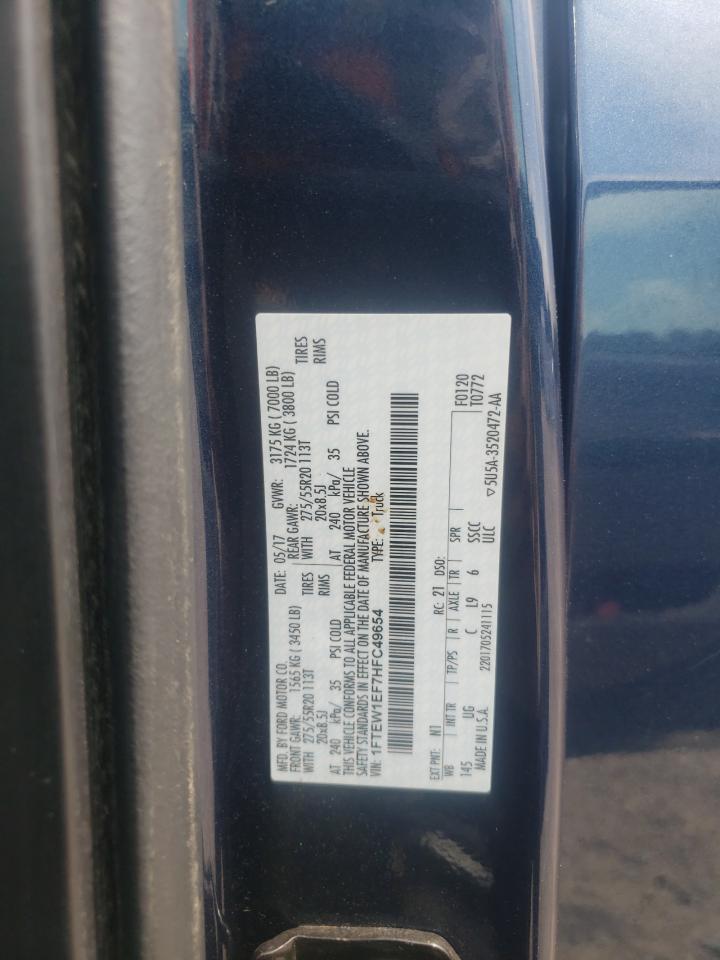 MFD. BY FORD MOTOR CO. DATE: 05/17 GVWR: 3175 KG ( 7000 LB)
FRONT GAWR: 1565 KG ( 3450 LB) REAR GAWR: 1724 KG ( 3800 LB)
WITH 275/55R20 113T TIRES WITH 275/55R20 113T TIRES
20x8.5J RIMS 20x8.5J RIMS
AT 240 kPa/ 35 PSI COLD AT 240 kPa/ 35 PSI COLD
THIS VEHICLE CONFORMS TO ALL APPLICABLE FEDERAL MOTOR VEHICLE
SAFETY STANDARDS IN EFFECT ON THE DATE OF MANUFACTURE SHOWN ABOVE.
VIN: 1FTEW1EF7HFC49654 TYPE: Truck
EXT PNT: N1 RC: 21 DSO: F0120
WB INT TR TP/PS R AXLE TR SPR T0772
145 UG C L9 6 SSCC
MADE IN U.S.A. 2201705241115 ULC ▽5U5A-3520472-AA